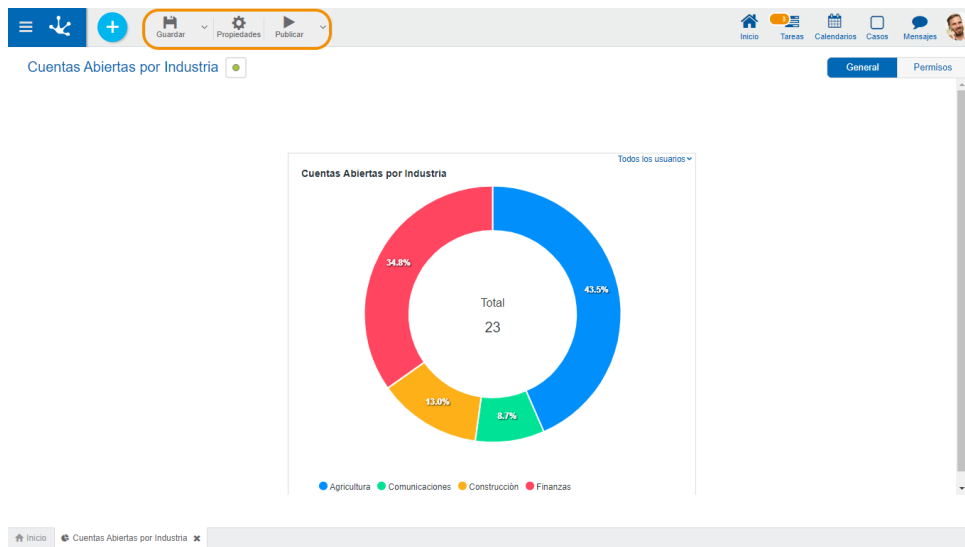 Guardar Propiedades Publicar Inicio 1 Tareas Calendarios Casos Mensajes
Cuentas Abiertas por Industria General Permisos
Todos los usuarios
Cuentas Abiertas por Industria
34.8%
43.5%
Total
23
13.0%
8.7%
Agricultura Comunicaciones Construcción Finanzas
Inicio Cuentas Abiertas por Industria